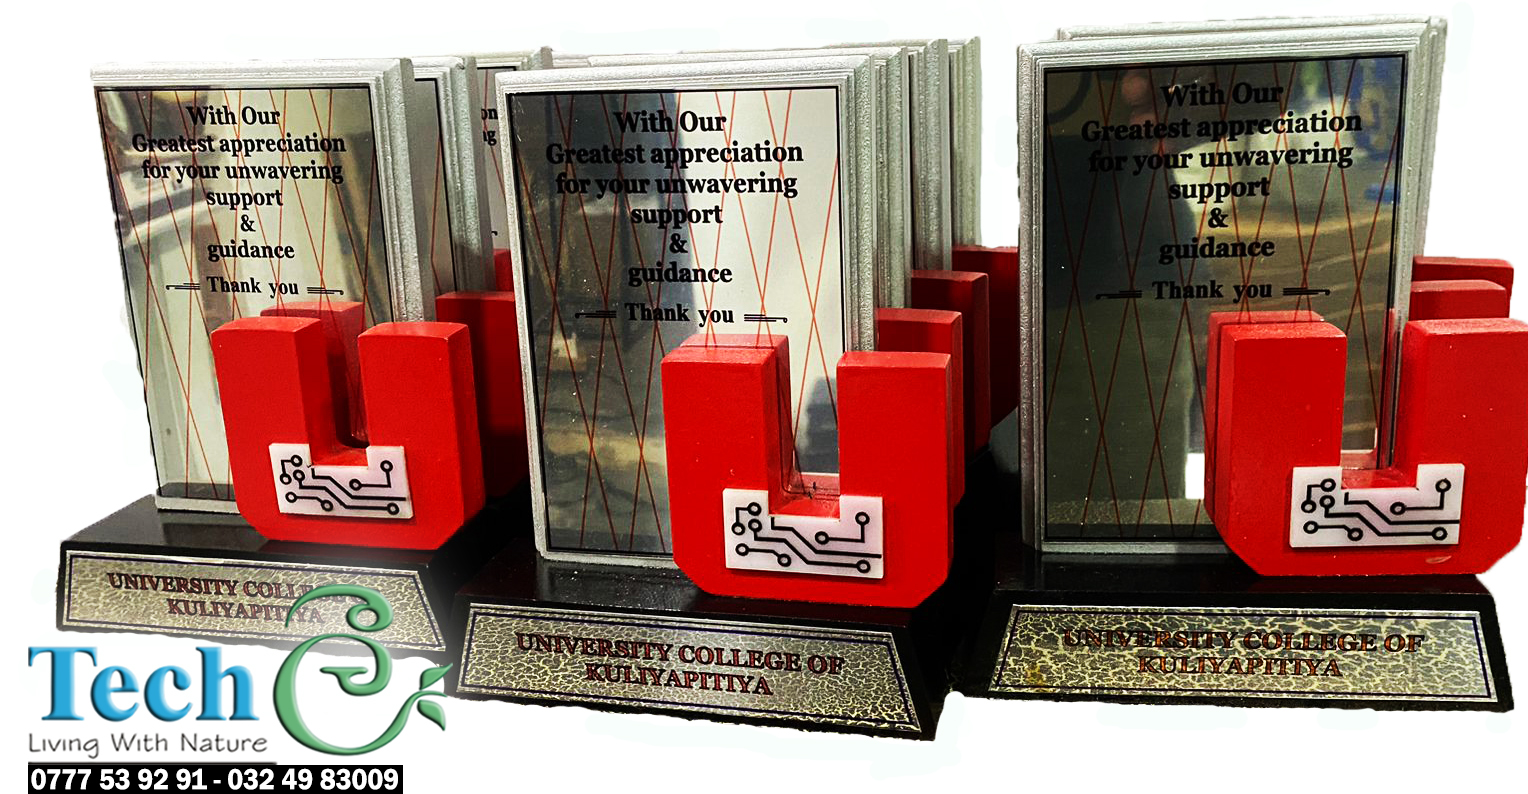 With Our
Greatest appreciation
for your unwavering
support
&
guidance
Thank you
UNIVERSITY COLLEGE
KULIYAPITIYA
on
With Our
Greatest appreciation
for your unwavering
support
&
guidance
Thank you
UNIVERSITY COLLEGE OF
KULIYAPITIYA
With Our
Greatest appreciation
for your unwavering
support
&
guidance
Thank you
UNIVERSITY COLLEGE OF
KULIYAPITIYA
Tech
Living With Nature
0777 53 92 91 - 032 49 83009